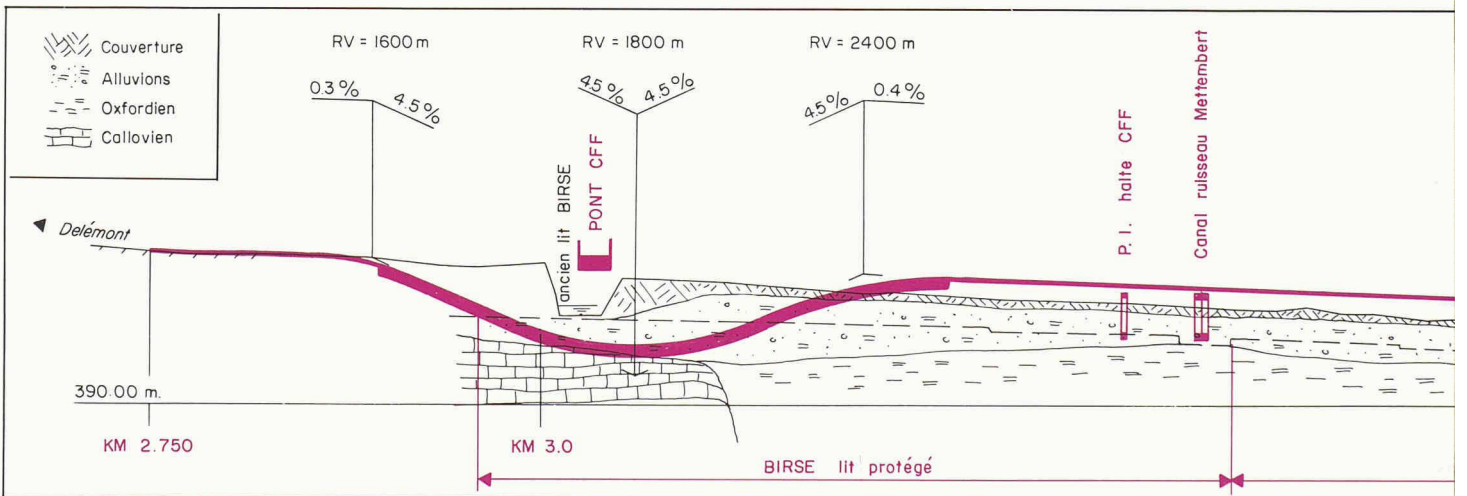 Couverture
Alluvions
Oxfordien
Callovien
RV = 1600 m
0.3 %
4.5 %
RV = 1800 m
4.5 %
4.5 %
RV = 2400 m
4.5 %
0.4 %
Delémont
ancien lit BIRSE
PONT CFF
P. I. halte CFF
Canal ruisseau Mettembert
390.00 m.
KM 2.750
KM 3.0
BIRSE lit protégé